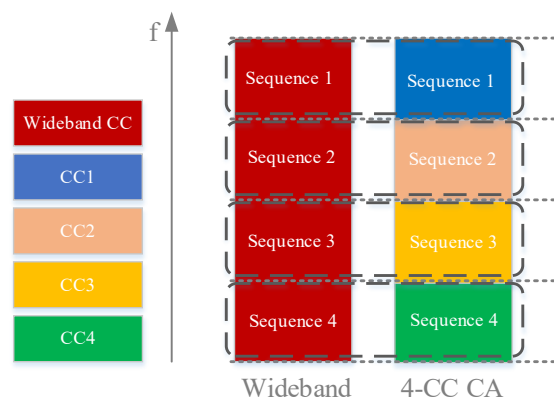 f
Wideband CC
CC1
CC2
CC3
CC4
Sequence 1
Sequence 1
Sequence 2
Sequence 2
Sequence 3
Sequence 3
Sequence 4
Sequence 4
Wideband
4-CC CA